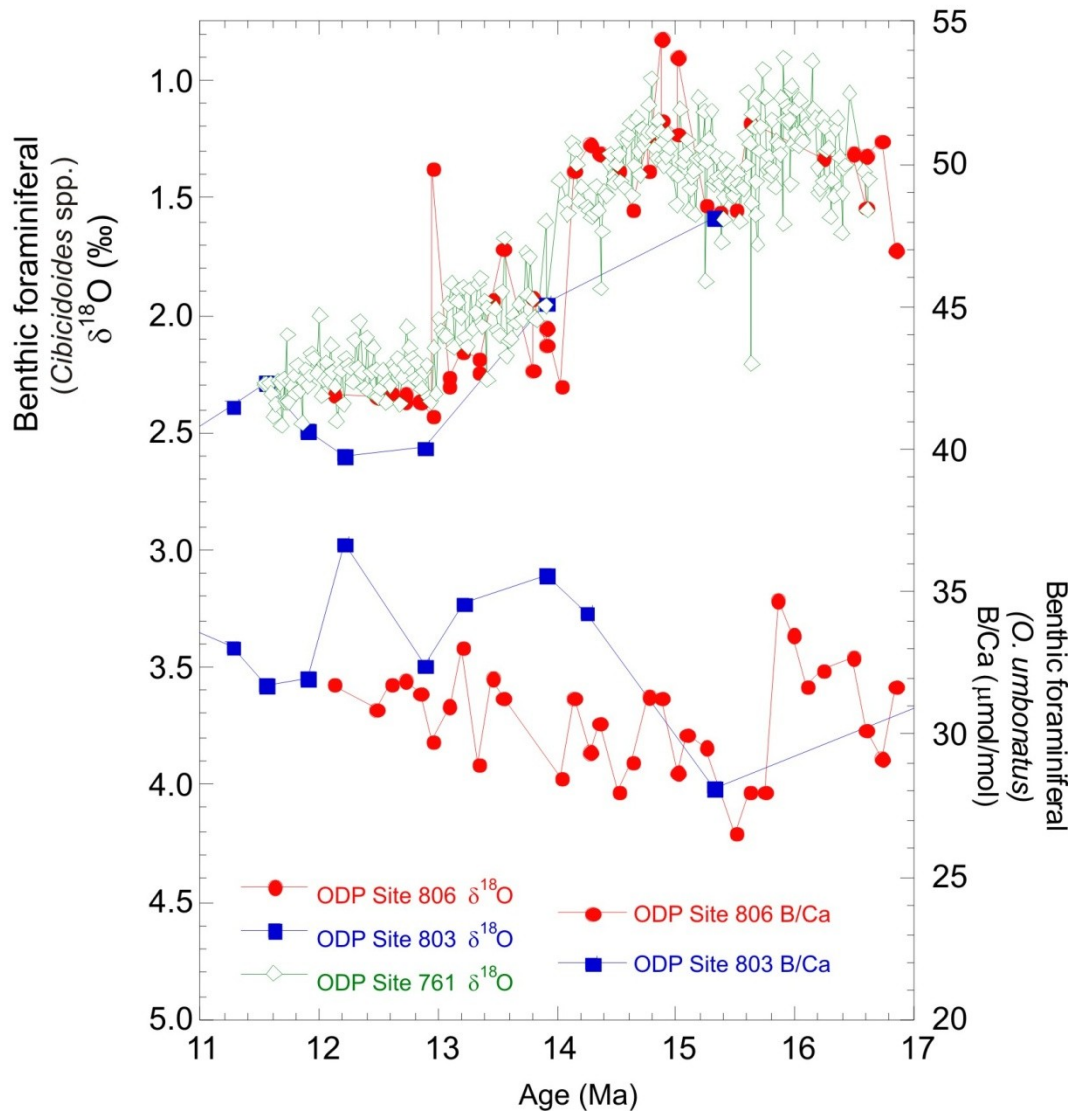 Benthic foraminiferal
(Cibicidoides spp.)
δ18O (‰)
1.0
1.5
2.0
2.5
3.0
3.5
4.0
4.5
5.0
55
50
45
40
35
30
25
20
Benthic foraminiferal
(O. umbonatus)
B/Ca (μmol/mol)
ODP Site 806 δ18O
ODP Site 803 δ18O
ODP Site 761 δ18O
ODP Site 806 B/Ca
ODP Site 803 B/Ca
11 12 13 14 15 16 17
Age (Ma)